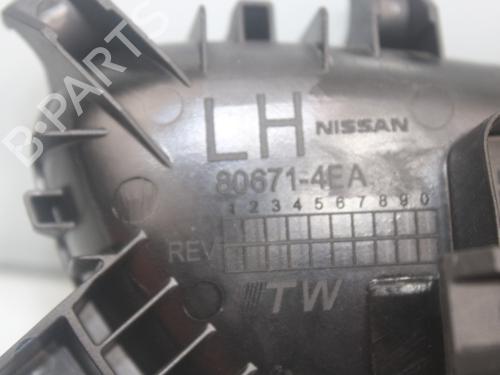 B-PARTS
LH NISSAN
80671-4EA
1 2 3 4 5 6 7 8 9 0
REV
TW